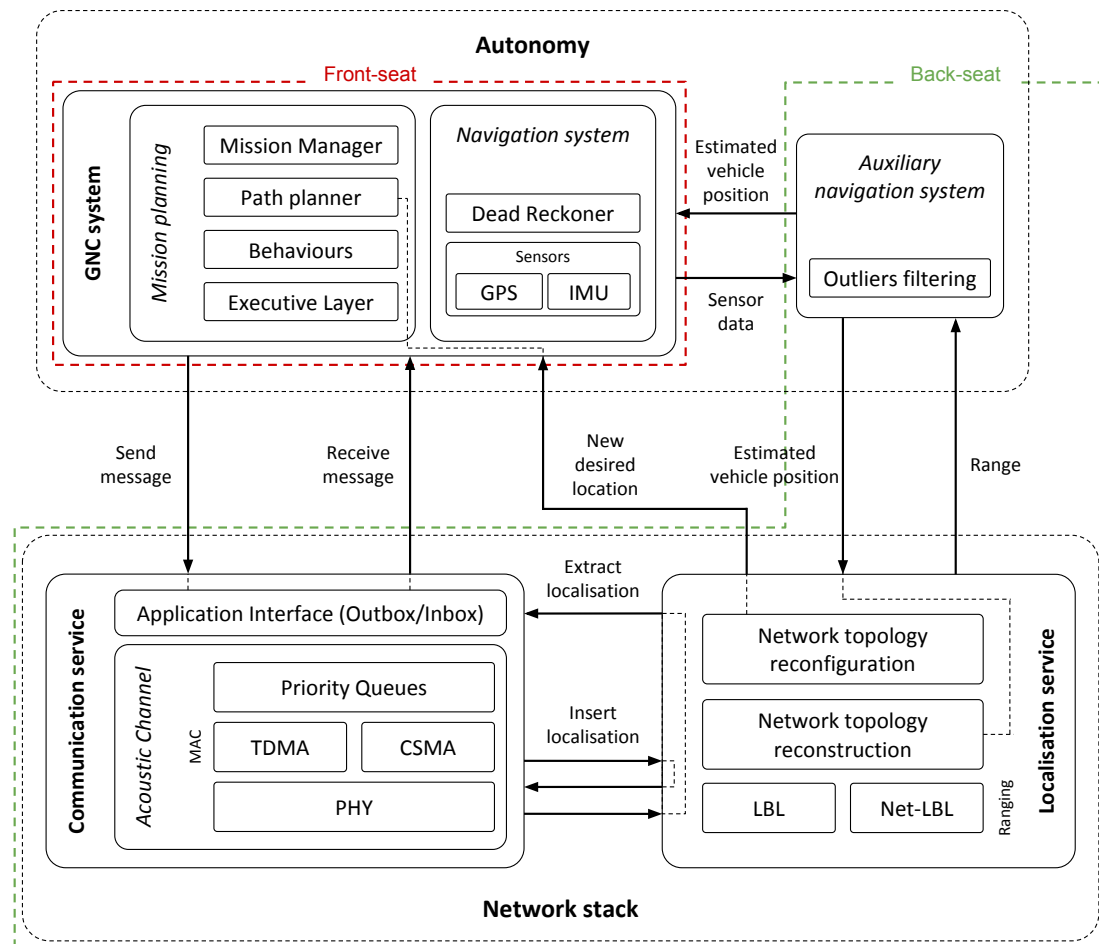 Autonomy
Front-seat
Back-seat
GNC system
Mission planning
Mission Manager
Path planner
Behaviours
Executive Layer
Navigation system
Dead Reckoner
Sensors
GPS
IMU
Estimated
vehicle
position
Sensor
data
Auxiliary
navigation system
Outliers filtering
Send
message
Receive
message
New
desired
location
Estimated
vehicle position
Range
Communication service
Application Interface (Outbox/Inbox)
Acoustic Channel
Priority Queues
MAC
TDMA
CSMA
PHY
Extract
localisation
Insert
localisation
Network topology
reconfiguration
Network topology
reconstruction
LBL
Net-LBL
Ranging
Localisation service
Network stack